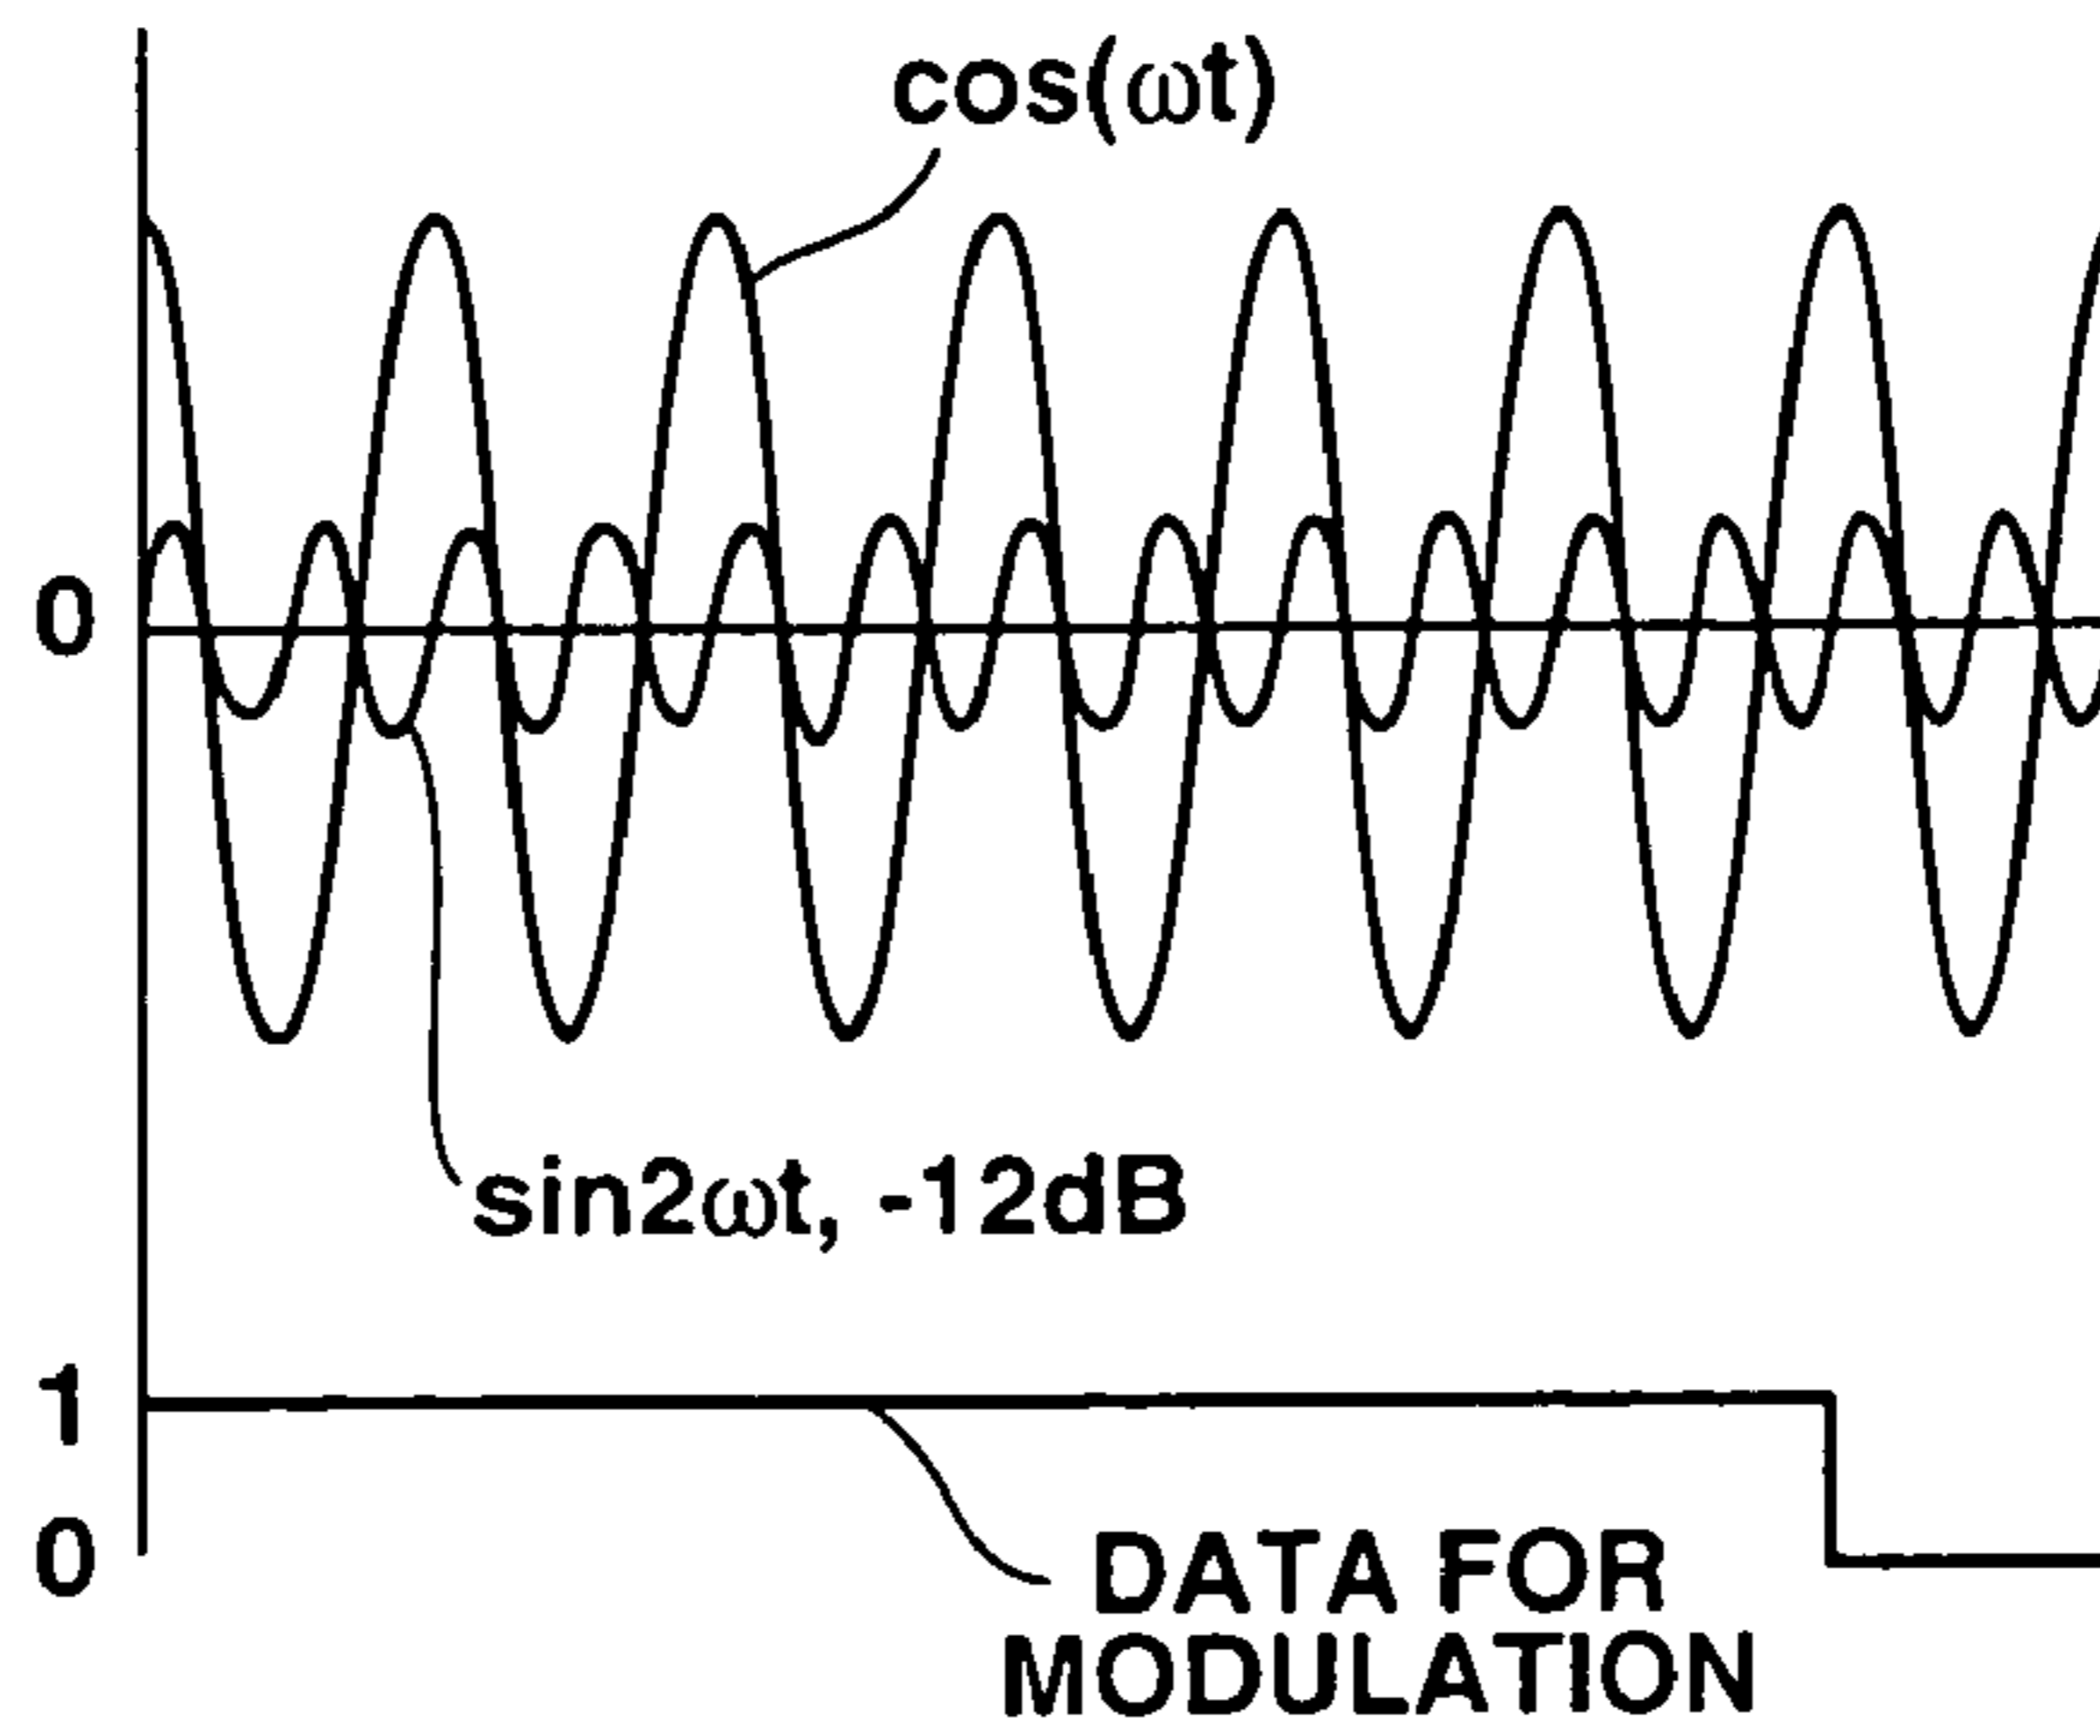 cos(ωt)
0
sin2ωt, -12dB
1
0
DATA FOR
MODULATION